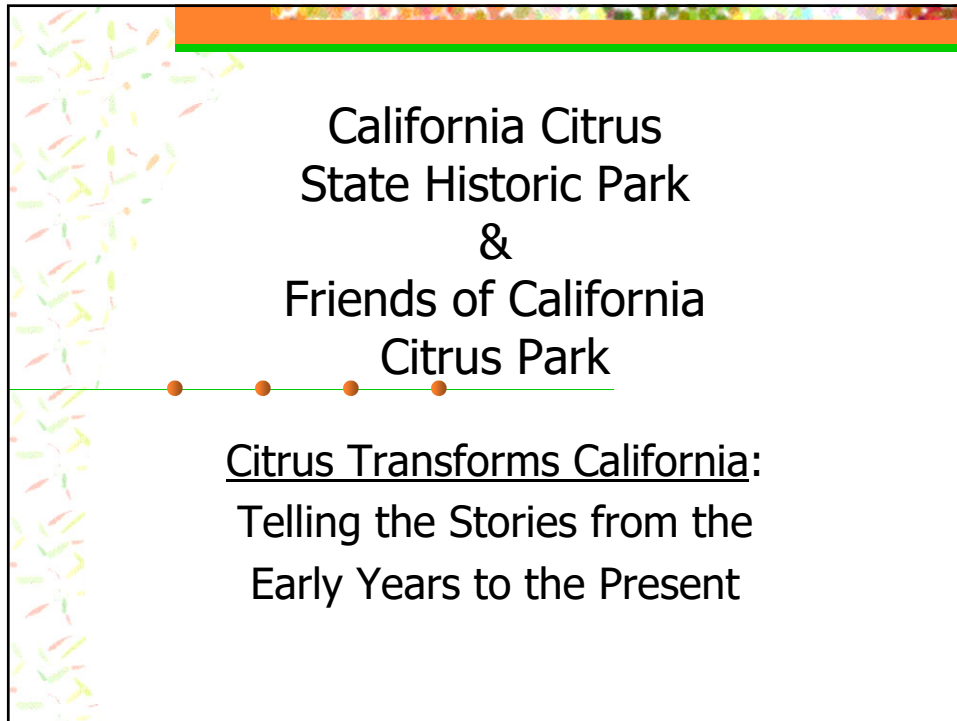 California Citrus
State Historic Park
&
Friends of California
Citrus Park
Citrus Transforms California:
Telling the Stories from the
Early Years to the Present